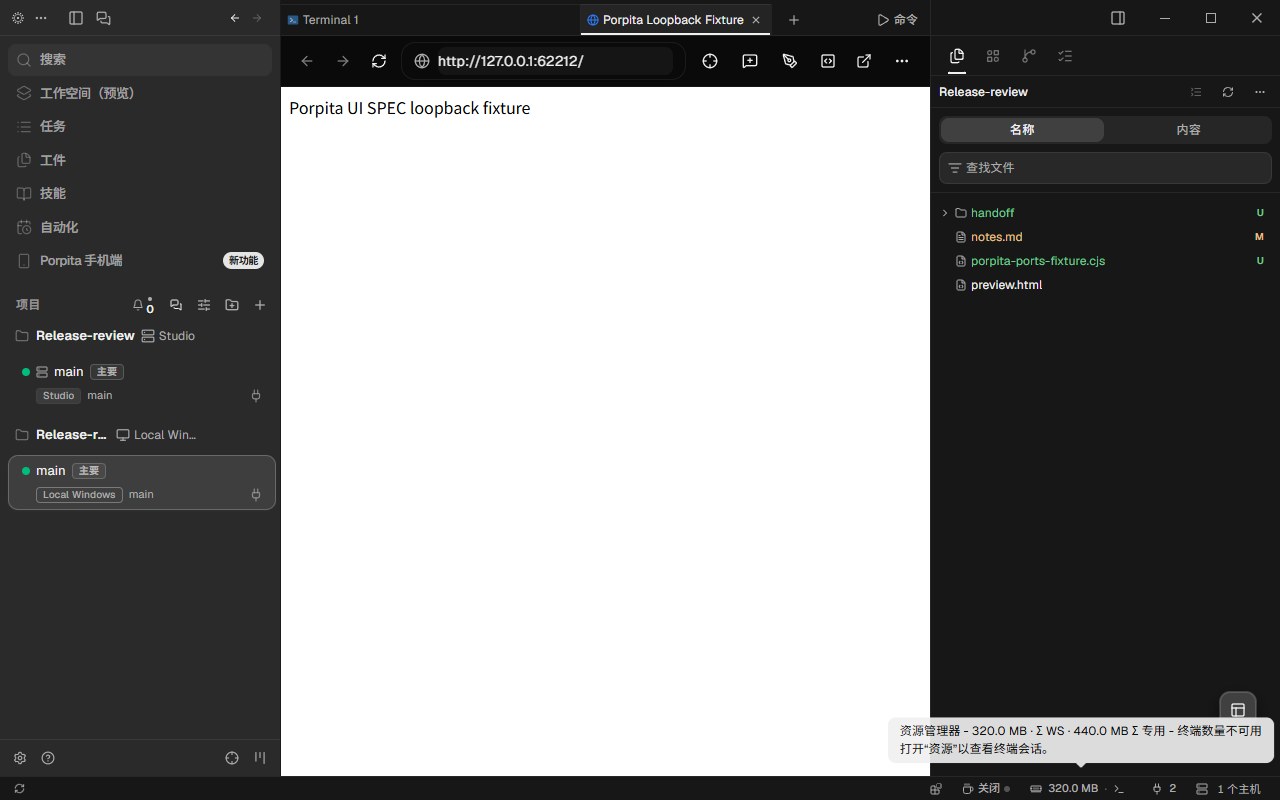 Terminal 1
Porpita Loopback Fixture
命令
搜索
http://127.0.0.1:62212/
工作空间（预览）
任务
工件
技能
自动化
Porpita 手机端
新功能
项目
0
Release-review
Studio
main
主要
Studio
main
Release-r...
Local Win...
main
主要
Local Windows
main
Porpita UI SPEC loopback fixture
Release-review
名称
内容
查找文件
handoff
U
notes.md
M
porpita-ports-fixture.cjs
U
preview.html
资源管理器 - 320.0 MB · Σ WS · 440.0 MB Σ 专用 - 终端数量不可用
打开“资源”以查看终端会话。
关闭
320.0 MB ·
2
1 个主机